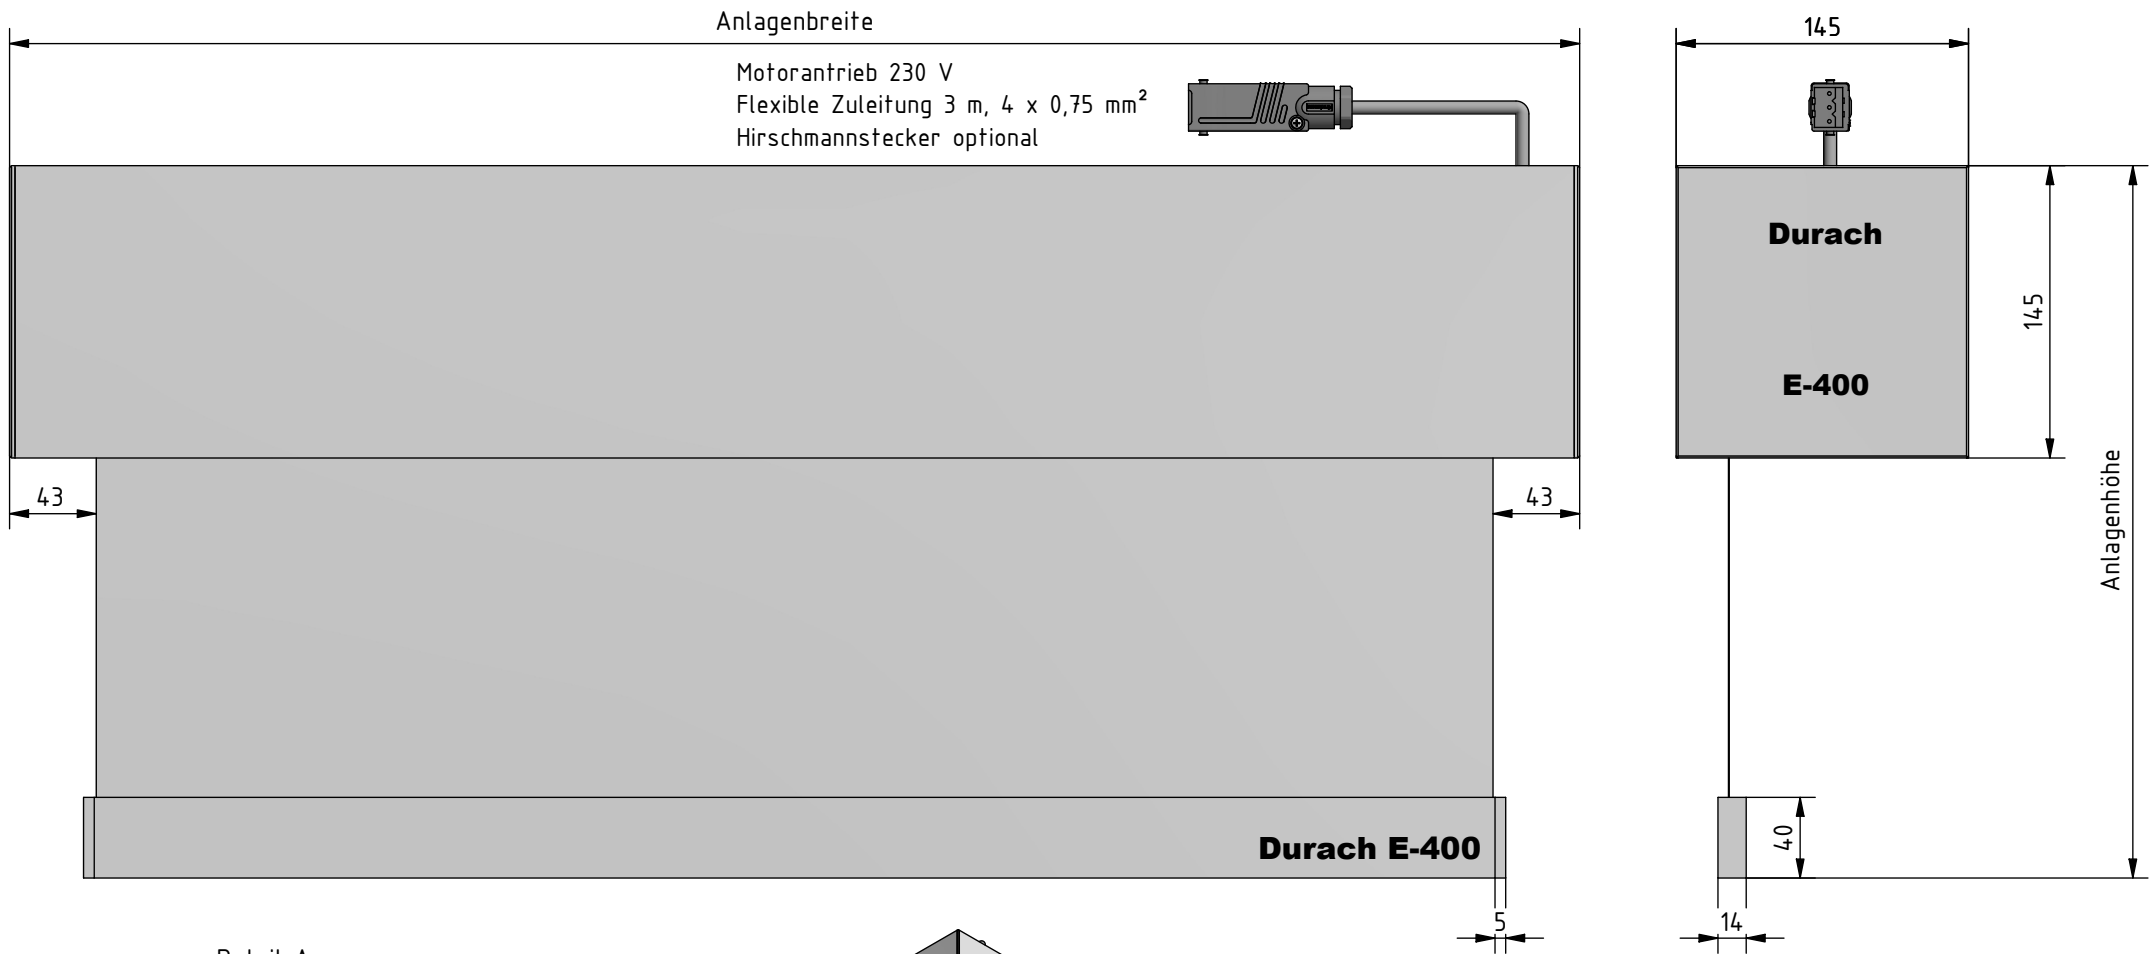 Anlagenbreite
145
Motorantrieb 230 V
Flexible Zuleitung 3 m, 4 x 0,75 mm²
Hirschmannstecker optional
Durach
E-400
145
Anlagenhöhe
43
43
Durach E-400
40
5
14